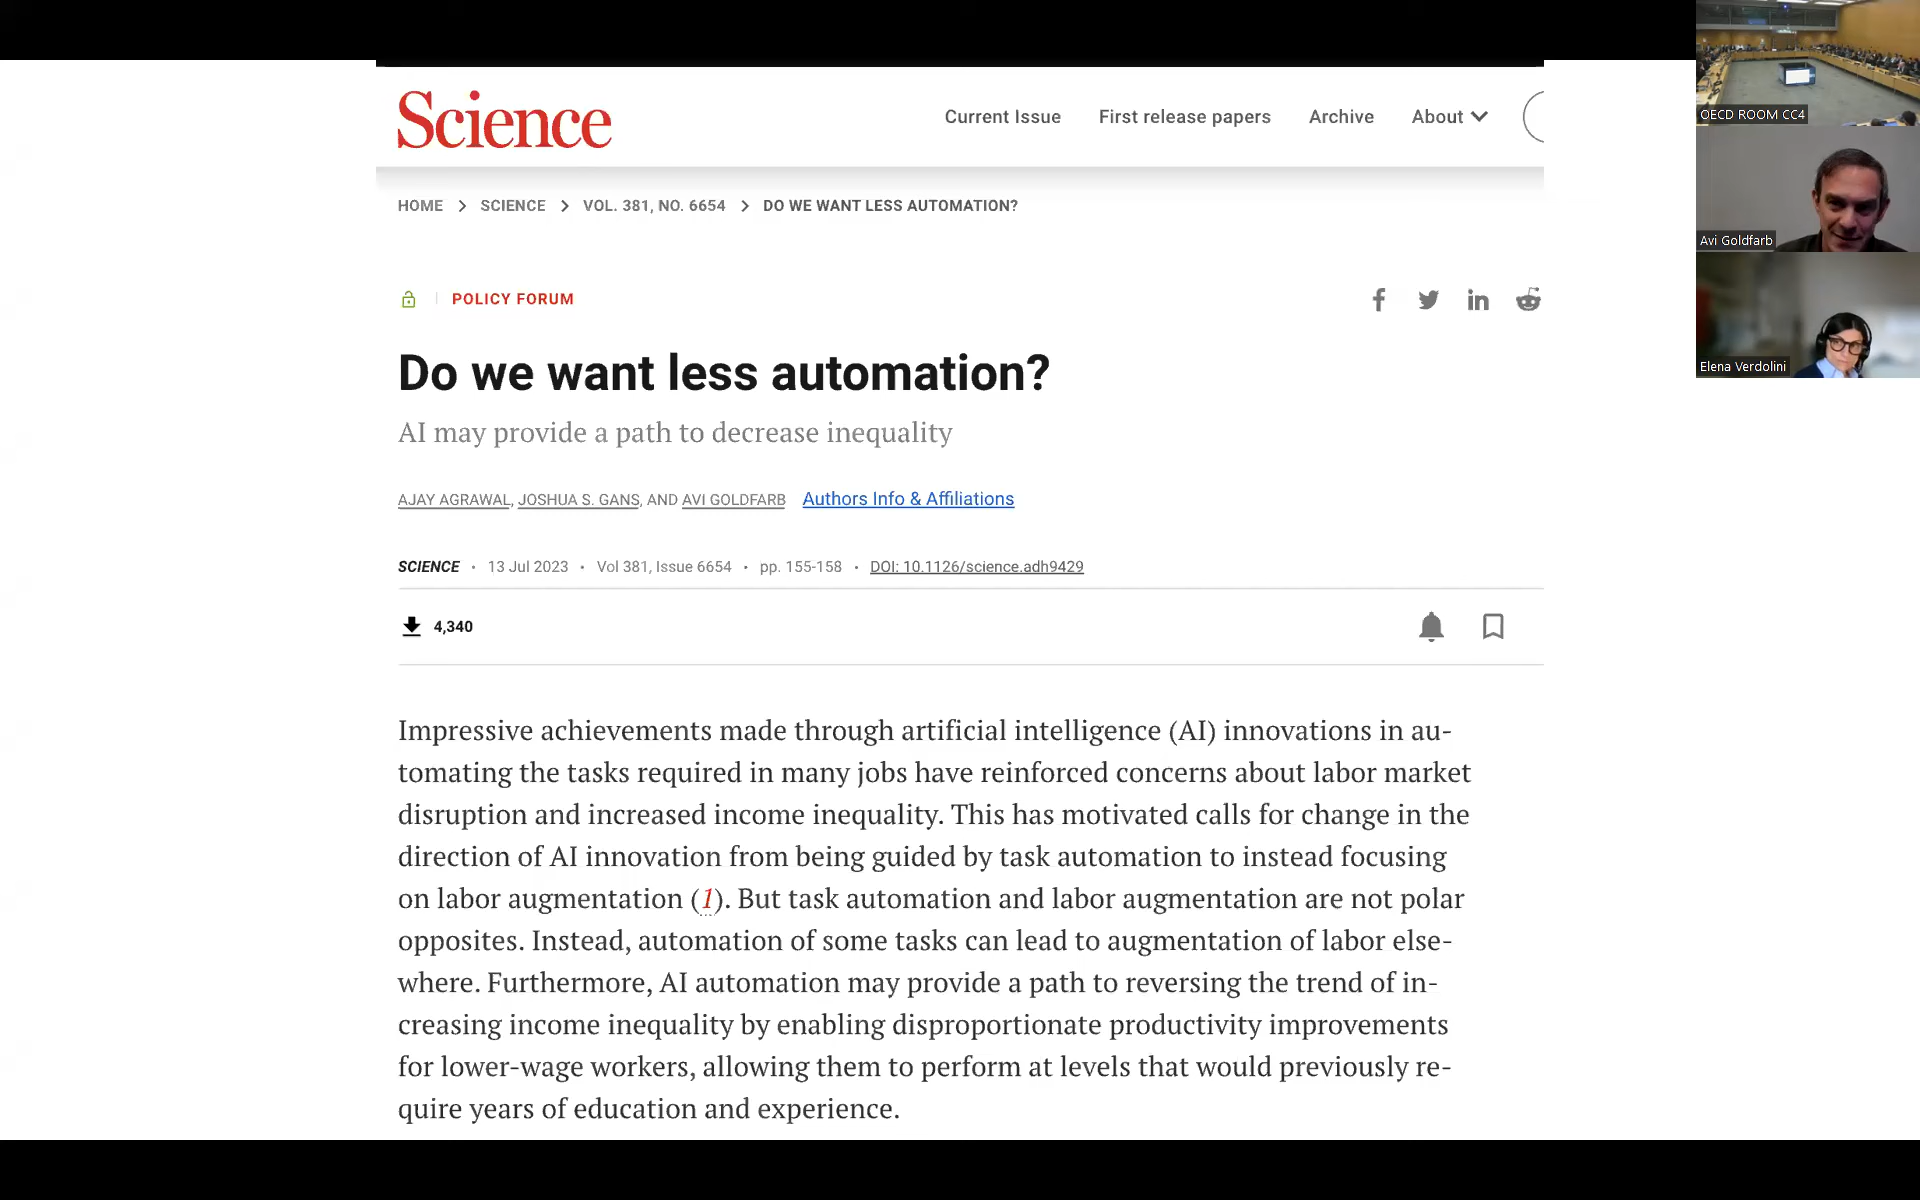 Science
Current Issue First release papers Archive About
HOME > SCIENCE > VOL. 381, NO. 6654 > DO WE WANT LESS AUTOMATION?
POLICY FORUM
Do we want less automation?
AI may provide a path to decrease inequality
AJAY AGRAWAL, JOSHUA S. GANS, AND AVI GOLDFARB Authors Info & Affiliations
SCIENCE • 13 Jul 2023 • Vol 381, Issue 6654 • pp. 155-158 • DOI: 10.1126/science.adh9429
4,340
Impressive achievements made through artificial intelligence (AI) innovations in au-
tomating the tasks required in many jobs have reinforced concerns about labor market
disruption and increased income inequality. This has motivated calls for change in the
direction of AI innovation from being guided by task automation to instead focusing
on labor augmentation (1). But task automation and labor augmentation are not polar
opposites. Instead, automation of some tasks can lead to augmentation of labor else-
where. Furthermore, AI automation may provide a path to reversing the trend of in-
creasing income inequality by enabling disproportionate productivity improvements
for lower-wage workers, allowing them to perform at levels that would previously re-
quire years of education and experience.
OECD ROOM CC4
Avi Goldfarb
Elena Verdolini